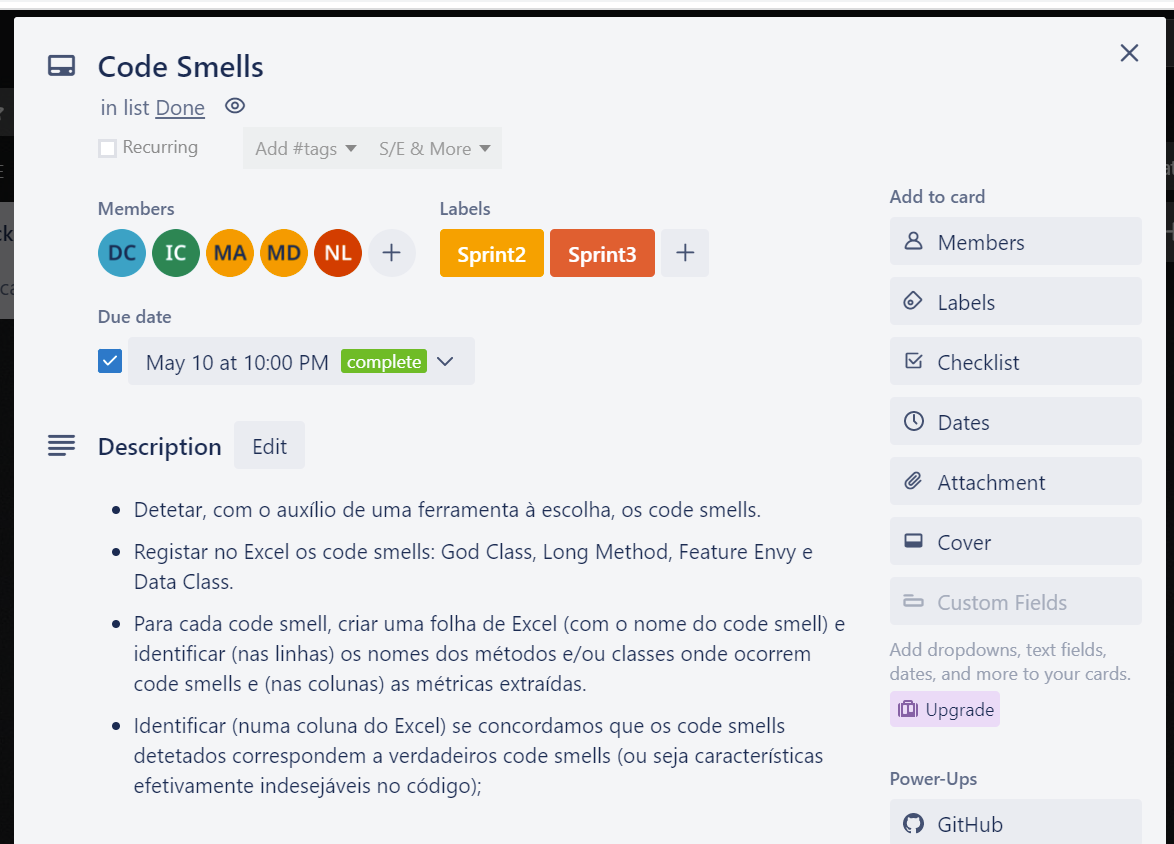 Code Smells
in list Done
Recurring
Add #tags
S/E & More
Members
Labels
DC
IC
MA
MD
NL
Sprint2
Sprint3
Due date
May 10 at 10:00 PM complete
Description
Edit
Detetar, com o auxílio de uma ferramenta à escolha, os code smells.
Registar no Excel os code smells: God Class, Long Method, Feature Envy e
Data Class.
Para cada code smell, criar uma folha de Excel (com o nome do code smell) e
identificar (nas linhas) os nomes dos métodos e/ou classes onde ocorrem
code smells e (nas colunas) as métricas extraídas.
Identificar (numa coluna do Excel) se concordamos que os code smells
detetados correspondem a verdadeiros code smells (ou seja características
efetivamente indesejáveis no código);
Add to card
Members
Labels
Checklist
Dates
Attachment
Cover
Custom Fields
Add dropdowns, text fields,
dates, and more to your cards.
Upgrade
Power-Ups
GitHub